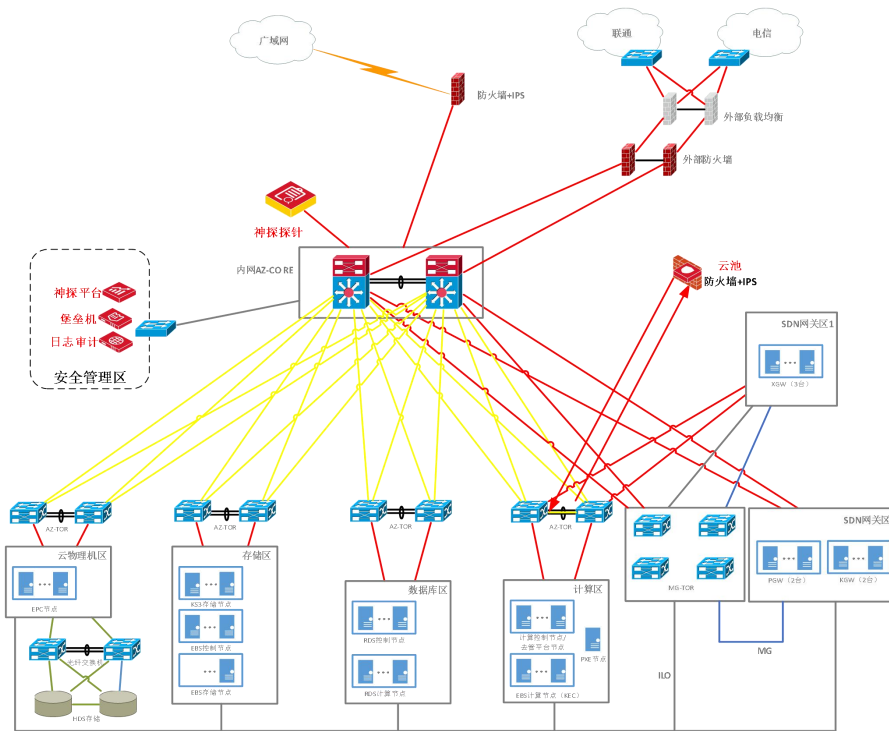 广域网
联通
电信
防火墙+IPS
外部负载均衡
外部防火墙
神探探针
内网AZ-CORE
云池
防火墙+IPS
神探平台
堡垒机
日志审计
安全管理区
SDN网关区1
XGW（3台）
AZ-TOR
AZ-TOR
AZ-TOR
AZ-TOR
云物理机区
EPC节点
光纤交换机
HDS存储
存储区
KS3存储节点
EBS控制节点
EBS存储节点
数据库区
RDS控制节点
RDS计算节点
计算区
计算控制节点/
去置平台节点
PXE节点
EBS计算节点（KEC）
MG-TOR
SDN网关区
PGW（2台）
KGW（2台）
ILO
MG